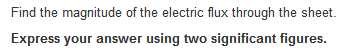 Find the magnitude of the electric flux through the sheet.
Express your answer using two significant figures.